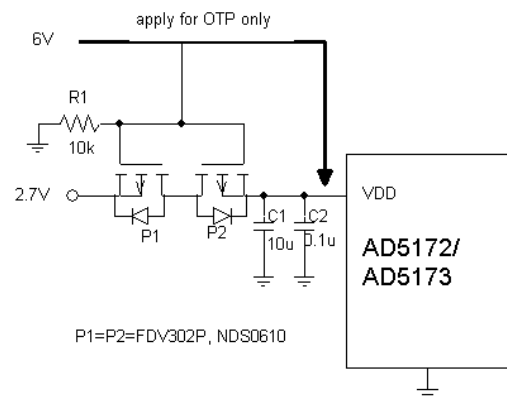 apply for OTP only
6V
R1
10k
2.7V
P1
P2
C1
10u
C2
0.1u
VDD
AD5172/
AD5173
P1=P2=FDV302P, NDS0610